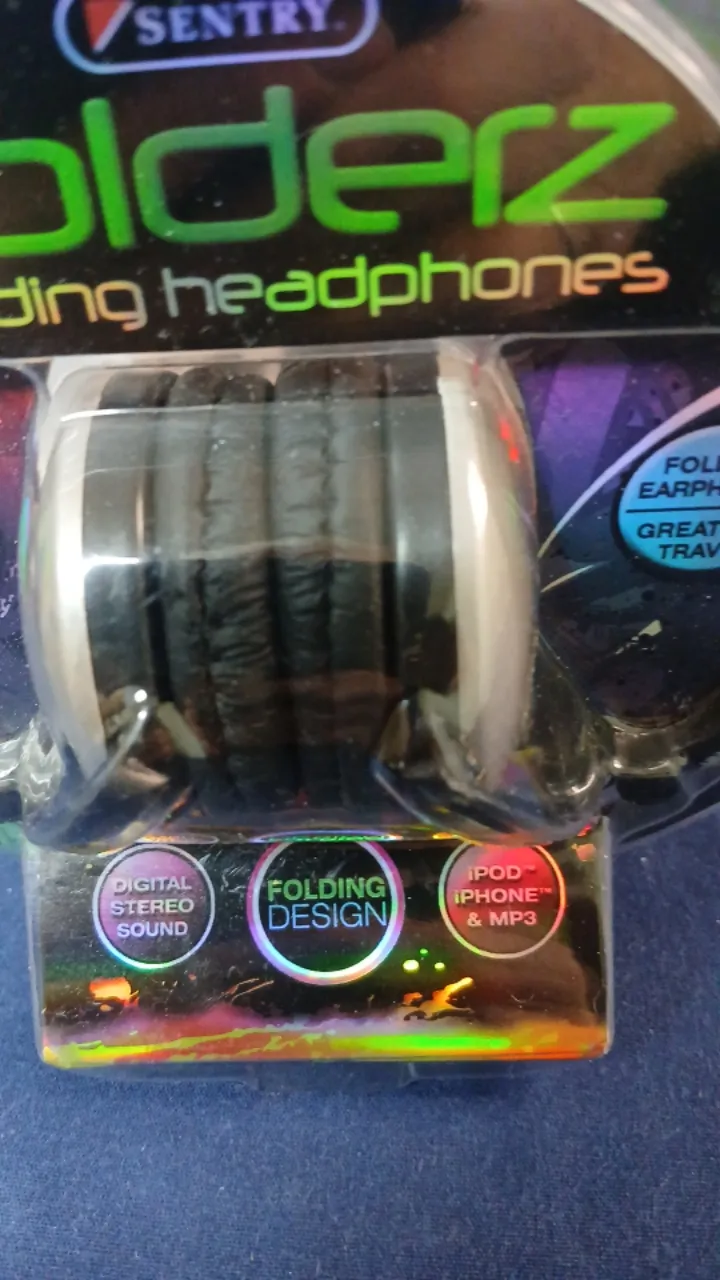 SENTRY
olderz
ding headphones
FOL
EARPH
GREAT
TRAV
DIGITAL
STEREO
SOUND
FOLDING
DESIGN
iPOD™
iPHONE™
& MP3